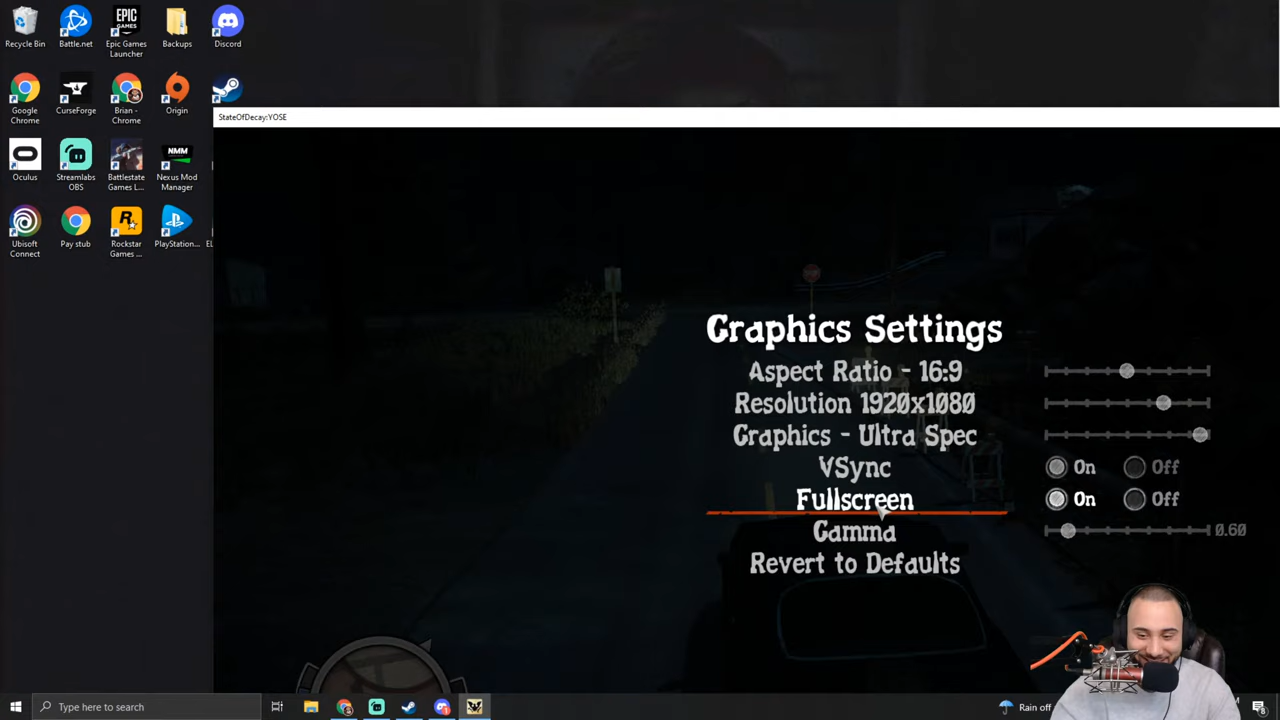 Recycle Bin
Battle.net
Epic Games
Launcher
Backups
Discord
EPIC
GAMES
Google
Chrome
CurseForge
Brian -
Chrome
Origin
StateOfDecay:YOSE
Oculus
Streamlabs
OBS
Battlestate
Games L...
NMM
Nexus Mod
Manager
Ubisoft
Connect
Pay stub
R
Rockstar
Games ...
PlayStation...
EL
Graphics Settings
Aspect Ratio - 16:9
Resolution 1920x1080
Graphics - Ultra Spec
VSync On Off
Fullscreen On Off
Gamma 0.60
Revert to Defaults
Type here to search
Rain off